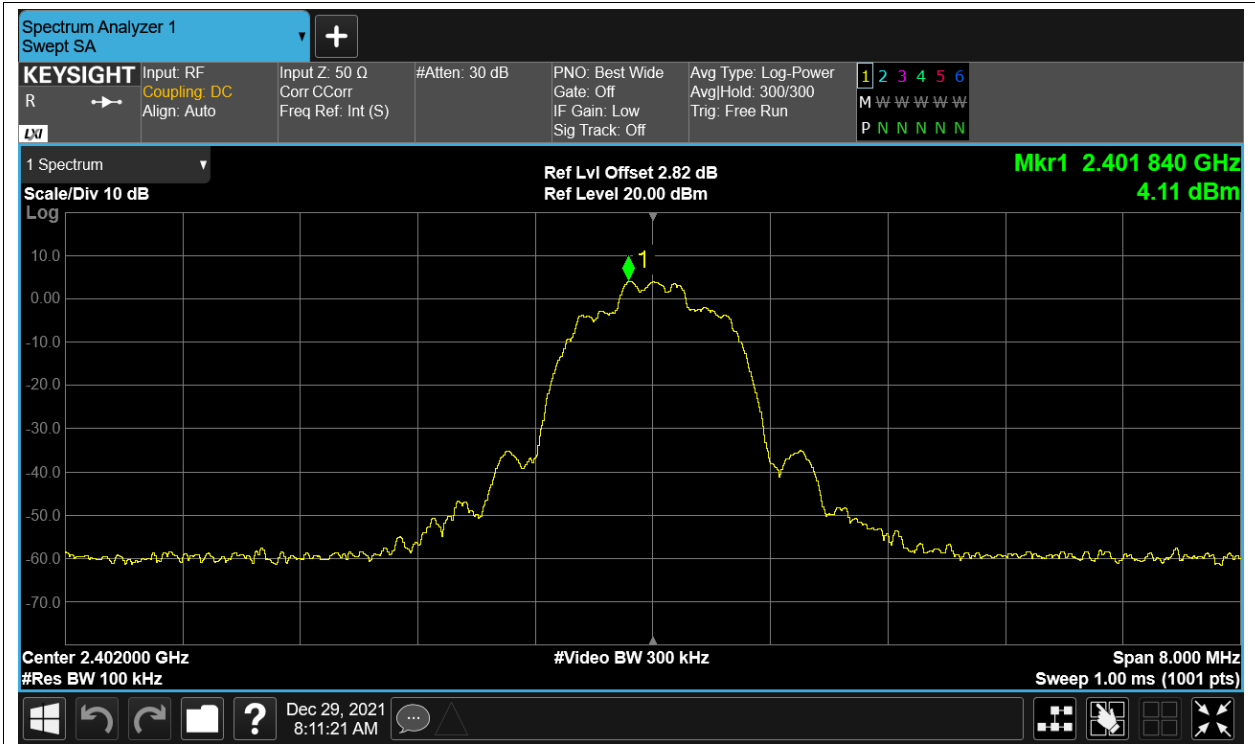 Spectrum Analyzer 1
Swept SA
+
KEYSIGHT
R
LXI
Input: RF
Coupling: DC
Align: Auto
Input Z: 50 Ω
Corr CCorr
Freq Ref: Int (S)
#Atten: 30 dB
PNO: Best Wide
Gate: Off
IF Gain: Low
Sig Track: Off
Avg Type: Log-Power
Avg|Hold: 300/300
Trig: Free Run
1 2 3 4 5 6
M W W W W W
P N N N N N
1 Spectrum
Scale/Div 10 dB
Log
Ref Lvl Offset 2.82 dB
Ref Level 20.00 dBm
Mkr1 2.401 840 GHz
4.11 dBm
1
10.0
0.00
-10.0
-20.0
-30.0
-40.0
-50.0
-60.0
-70.0
Center 2.402000 GHz
#Res BW 100 kHz
#Video BW 300 kHz
Span 8.000 MHz
Sweep 1.00 ms (1001 pts)
?
Dec 29, 2021
8:11:21 AM